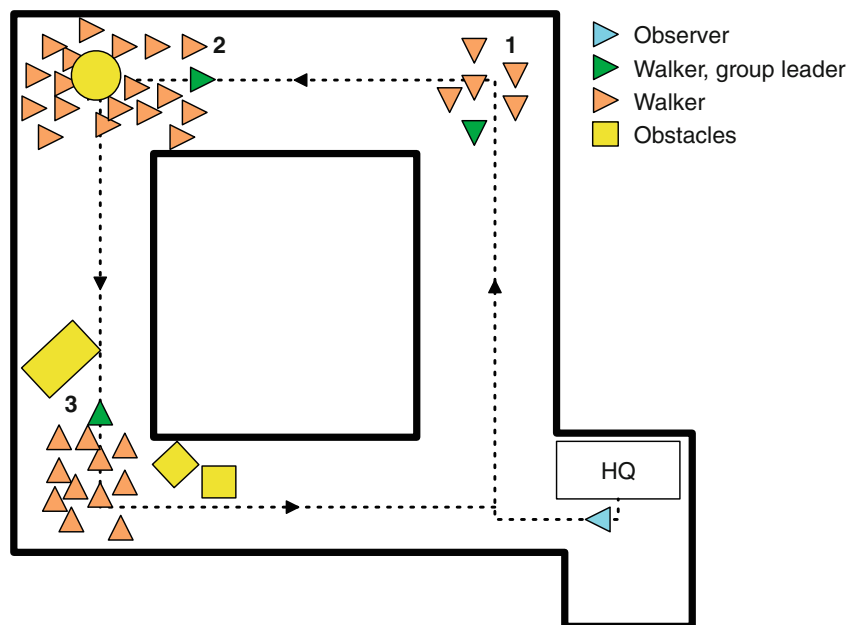 2
1
Observer
Walker, group leader
Walker
Obstacles
3
HQ